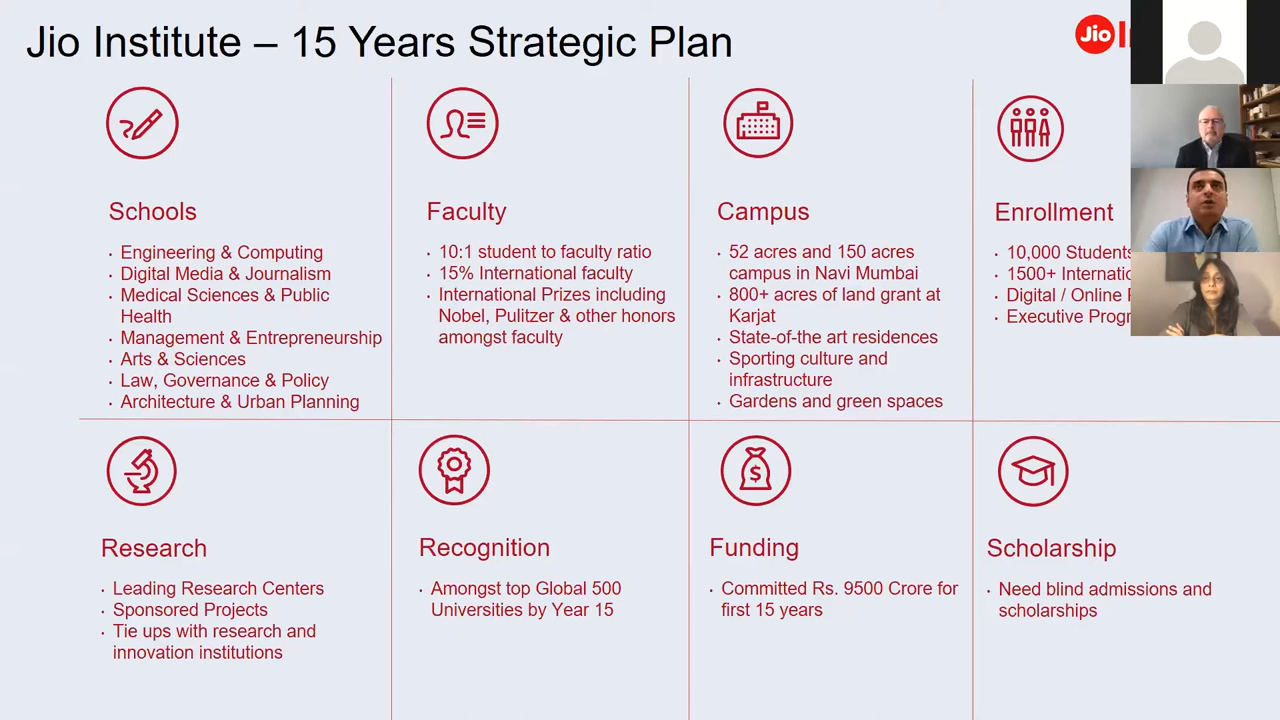 Jio Institute – 15 Years Strategic Plan
Jio
Schools
Engineering & Computing
Digital Media & Journalism
Medical Sciences & Public
Health
Management & Entrepreneurship
Arts & Sciences
Law, Governance & Policy
Architecture & Urban Planning
Faculty
10:1 student to faculty ratio
15% International faculty
International Prizes including
Nobel, Pulitzer & other honors
amongst faculty
Campus
52 acres and 150 acres
campus in Navi Mumbai
800+ acres of land grant at
Karjat
State-of-the art residences
Sporting culture and
infrastructure
Gardens and green spaces
Enrollment
10,000 Students
1500+
Digital / Online
Executive
Research
Leading Research Centers
Sponsored Projects
Tie ups with research and
innovation institutions
Recognition
Amongst top Global 500
Universities by Year 15
Funding
$
Committed Rs. 9500 Crore for
first 15 years
Scholarship
Need blind admissions and
scholarships